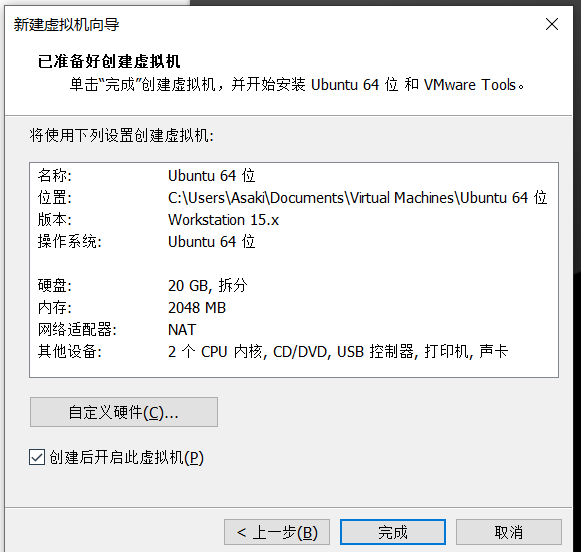 新建虚拟机向导
已准备好创建虚拟机
单击“完成”创建虚拟机，并开始安装 Ubuntu 64 位 和 VMware Tools。
将使用下列设置创建虚拟机:
名称: Ubuntu 64 位
位置: C:\Users\Asaki\Documents\Virtual Machines\Ubuntu 64 位
版本: Workstation 15.x
操作系统: Ubuntu 64 位
硬盘: 20 GB, 拆分
内存: 2048 MB
网络适配器: NAT
其他设备: 2 个 CPU 内核, CD/DVD, USB 控制器, 打印机, 声卡
自定义硬件(C)...
创建后开启此虚拟机(P)
< 上一步(B) 完成 取消